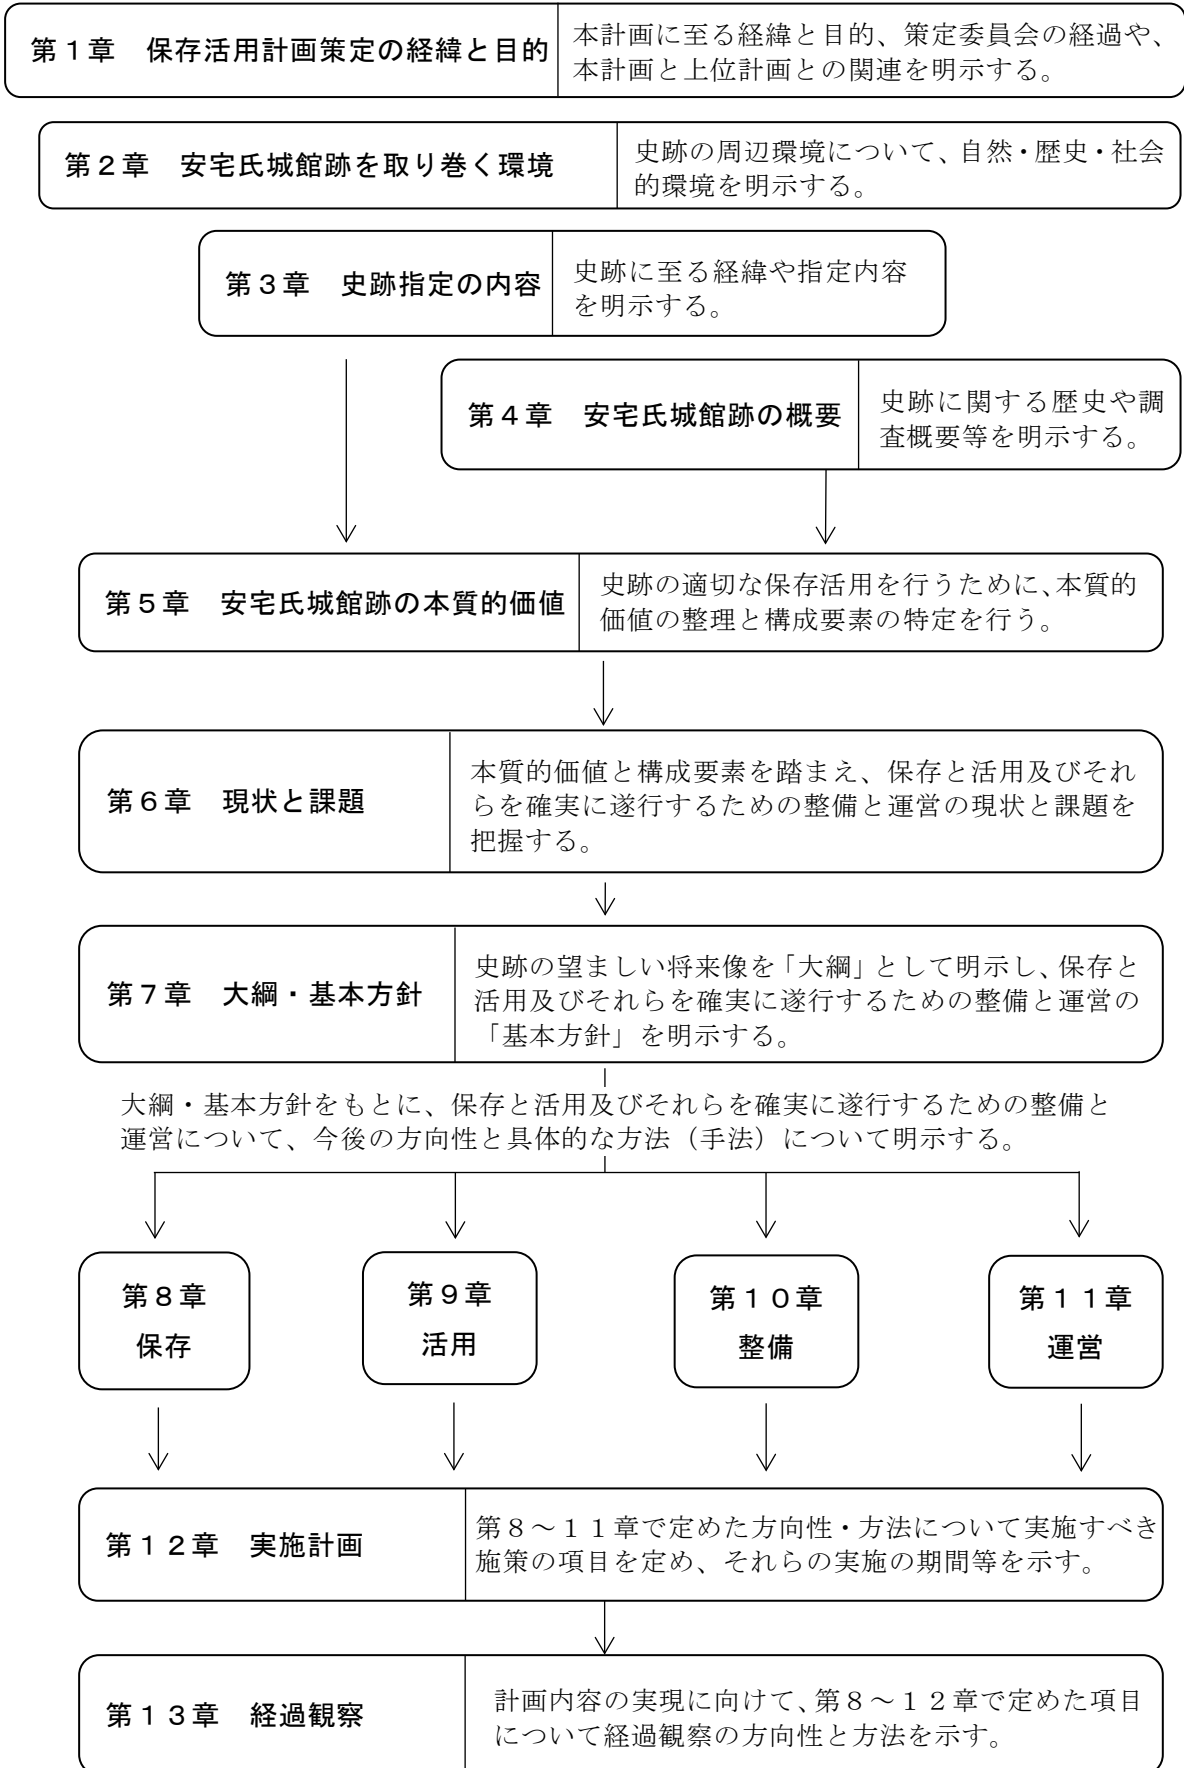 第１章　保存活用計画策定の経緯と目的
本計画に至る経緯と目的、策定委員会の経過や、
本計画と上位計画との関連を明示する。
第２章　安宅氏城館跡を取り巻く環境
史跡の周辺環境について、自然・歴史・社会
的環境を明示する。
第３章　史跡指定の内容
史跡に至る経緯や指定内容
を明示する。
第４章　安宅氏城館跡の概要
史跡に関する歴史や調
査概要等を明示する。
第５章　安宅氏城館跡の本質的価値
史跡の適切な保存活用を行うために、本質的
価値の整理と構成要素の特定を行う。
第６章　現状と課題
本質的価値と構成要素を踏まえ、保存と活用及びそれ
らを確実に遂行するための整備と運営の現状と課題を
把握する。
第７章　大綱・基本方針
史跡の望ましい将来像を「大綱」として明示し、保存と
活用及びそれらを確実に遂行するための整備と運営の
「基本方針」を明示する。
大綱・基本方針をもとに、保存と活用及びそれらを確実に遂行するための整備と
運営について、今後の方向性と具体的な方法（手法）について明示する。
第８章
保存
第９章
活用
第１０章
整備
第１１章
運営
第１２章　実施計画
第８～１１章で定めた方向性・方法について実施すべき
施策の項目を定め、それらの実施の期間等を示す。
第１３章　経過観察
計画内容の実現に向けて、第８～１２章で定めた項目
について経過観察の方向性と方法を示す。